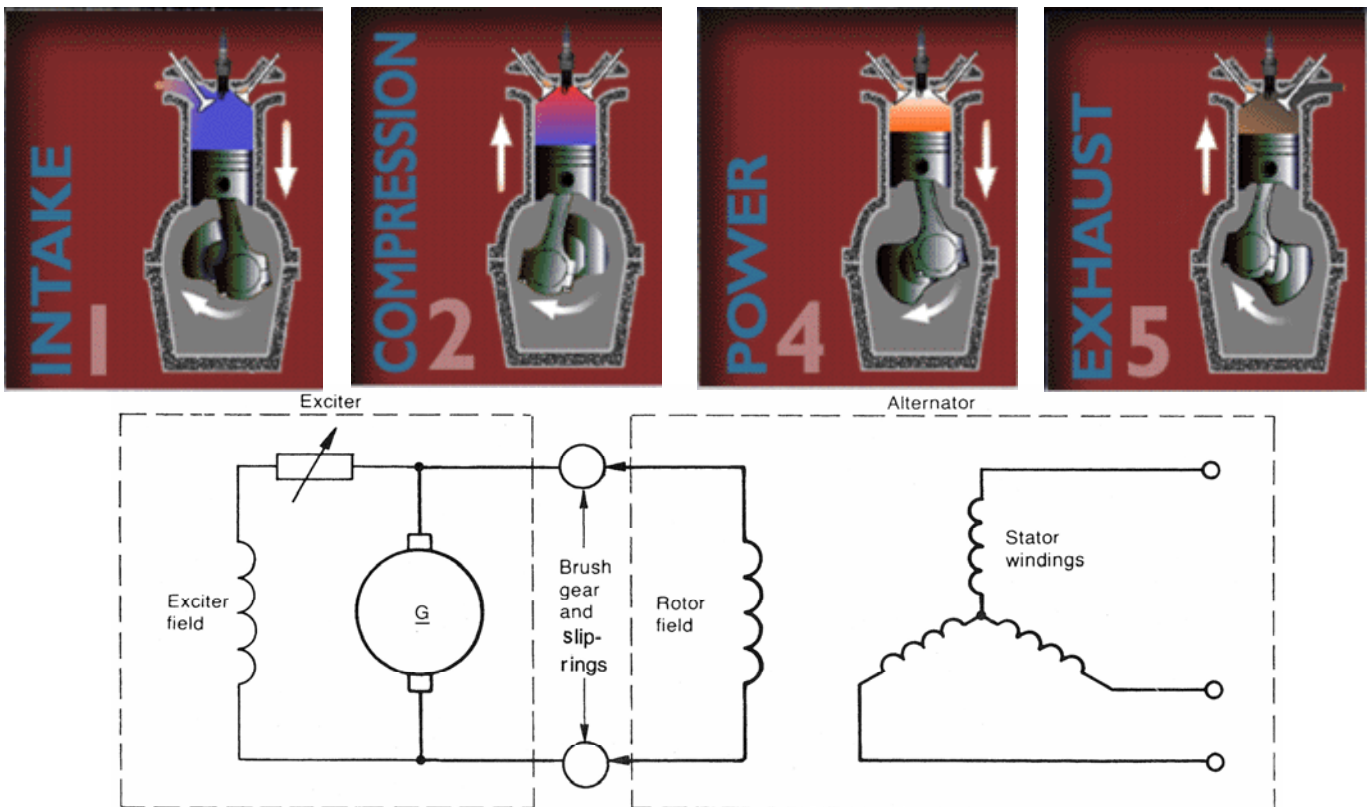 INTAKE
1
COMPRESSION
2
POWER
4
EXHAUST
5
Exciter
Alternator
Exciter
field
G
Brush
gear
and
slip-
rings
Rotor
field
Stator
windings